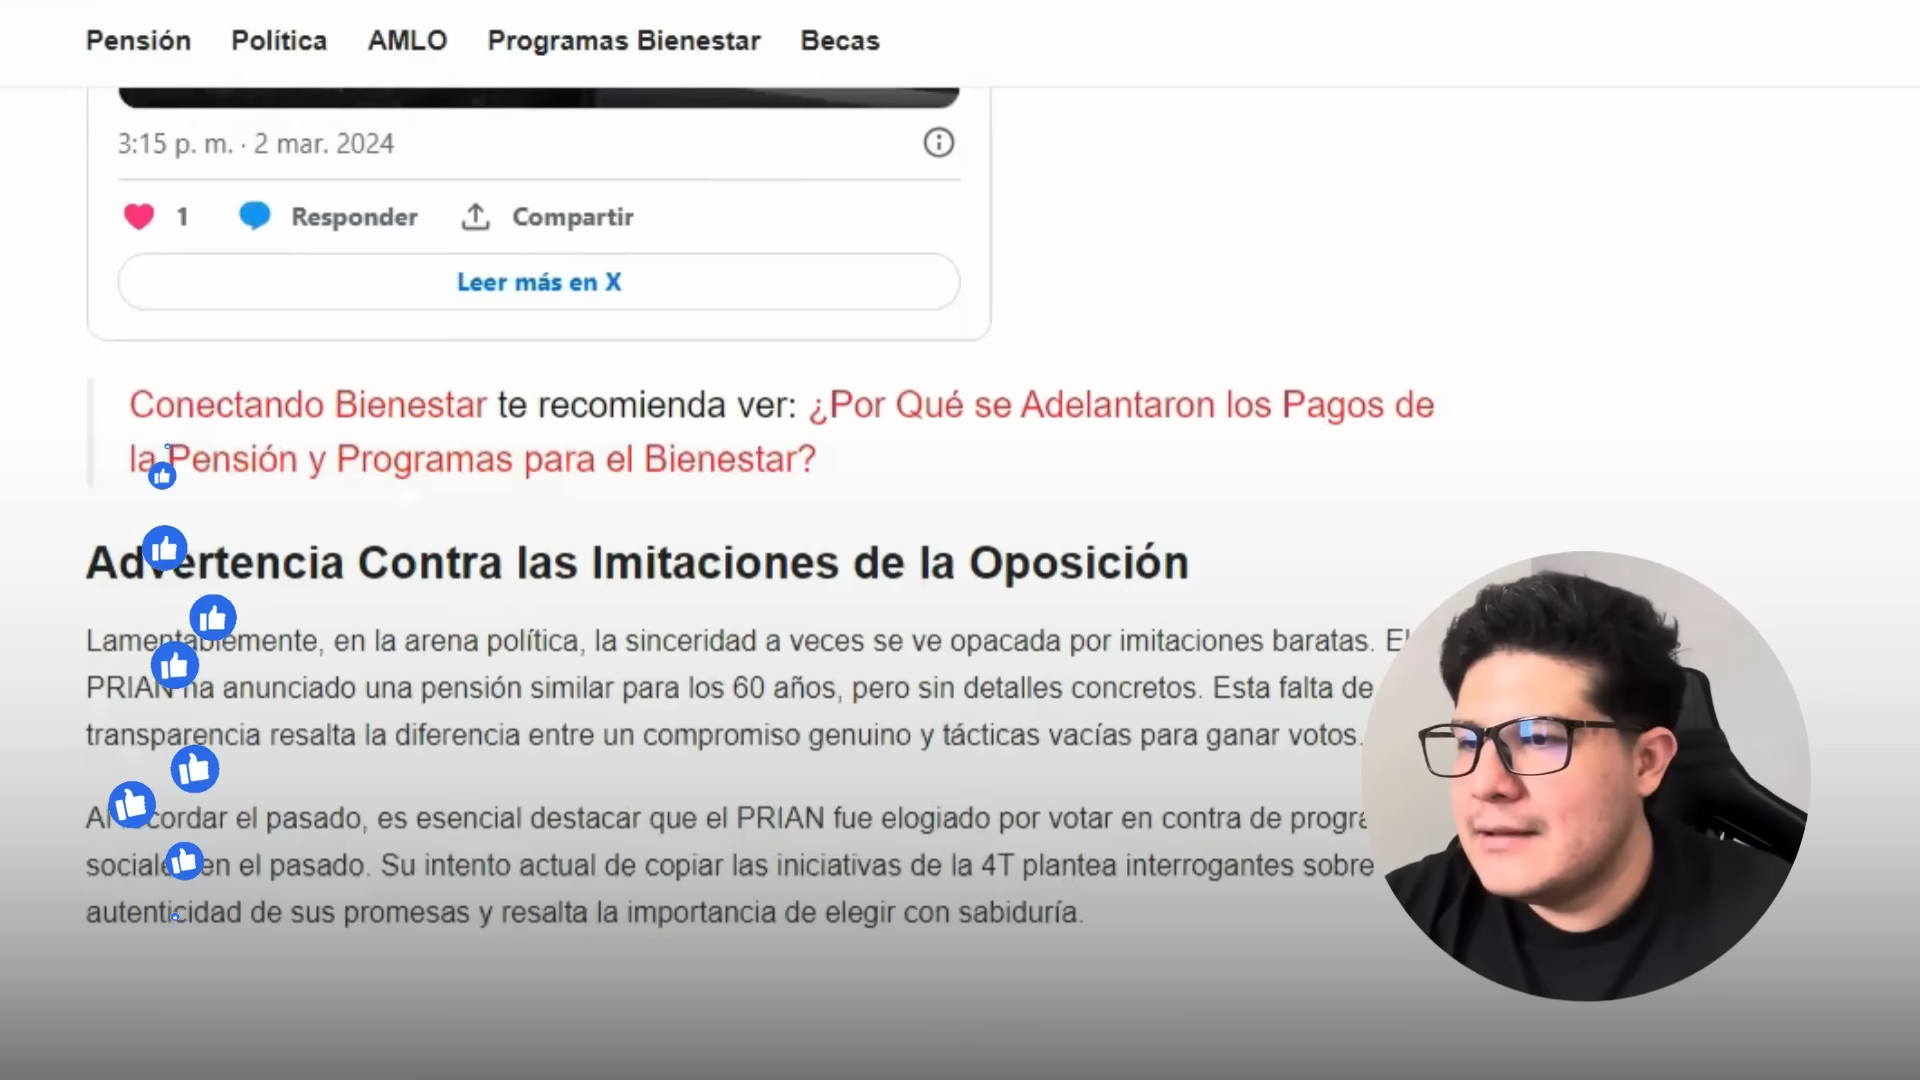 Pensión Política AMLO Programas Bienestar Becas
3:15 p. m. · 2 mar. 2024
1 Responder Compartir
Leer más en X
Conectando Bienestar te recomienda ver: ¿Por Qué se Adelantaron los Pagos de
la Pensión y Programas para el Bienestar?
Advertencia Contra las Imitaciones de la Oposición
Lamentablemente, en la arena política, la sinceridad a veces se ve opacada por imitaciones baratas. El
PRIAN ha anunciado una pensión similar para los 60 años, pero sin detalles concretos. Esta falta de
transparencia resalta la diferencia entre un compromiso genuino y tácticas vacías para ganar votos.
Al recordar el pasado, es esencial destacar que el PRIAN fue elogiado por votar en contra de
sociales en el pasado. Su intento actual de copiar las iniciativas de la 4T plantea interrogantes sobre
autenticidad de sus promesas y resalta la importancia de elegir con sabiduría.